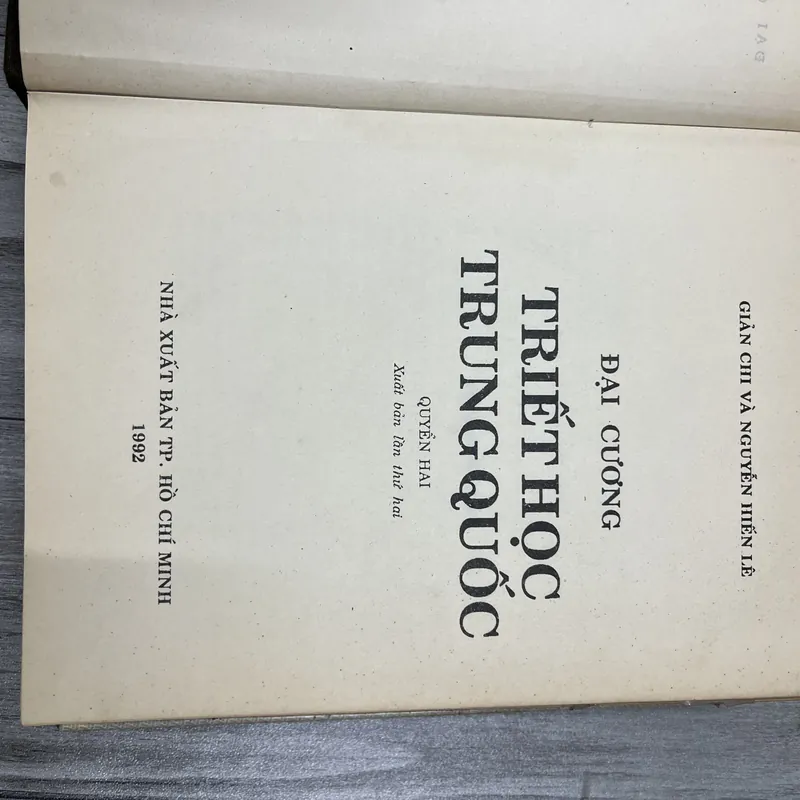 GIẢN CHI VÀ NGUYỄN HIẾN LÊ
ĐẠI CƯƠNG
TRIẾT HỌC
TRUNG QUỐC
QUYỂN HAI
Xuất bản lần thứ hai
NHÀ XUẤT BẢN TP. HỒ CHÍ MINH
1992